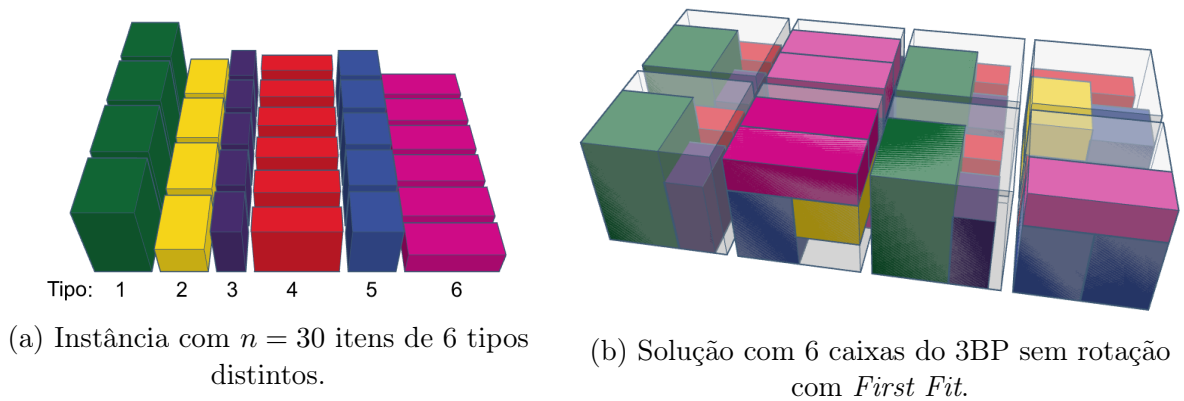 Tipo: 1 2 3 4 5 6
(a) Instância com n = 30 itens de 6 tipos
distintos.
(b) Solução com 6 caixas do 3BP sem rotação
com First Fit.